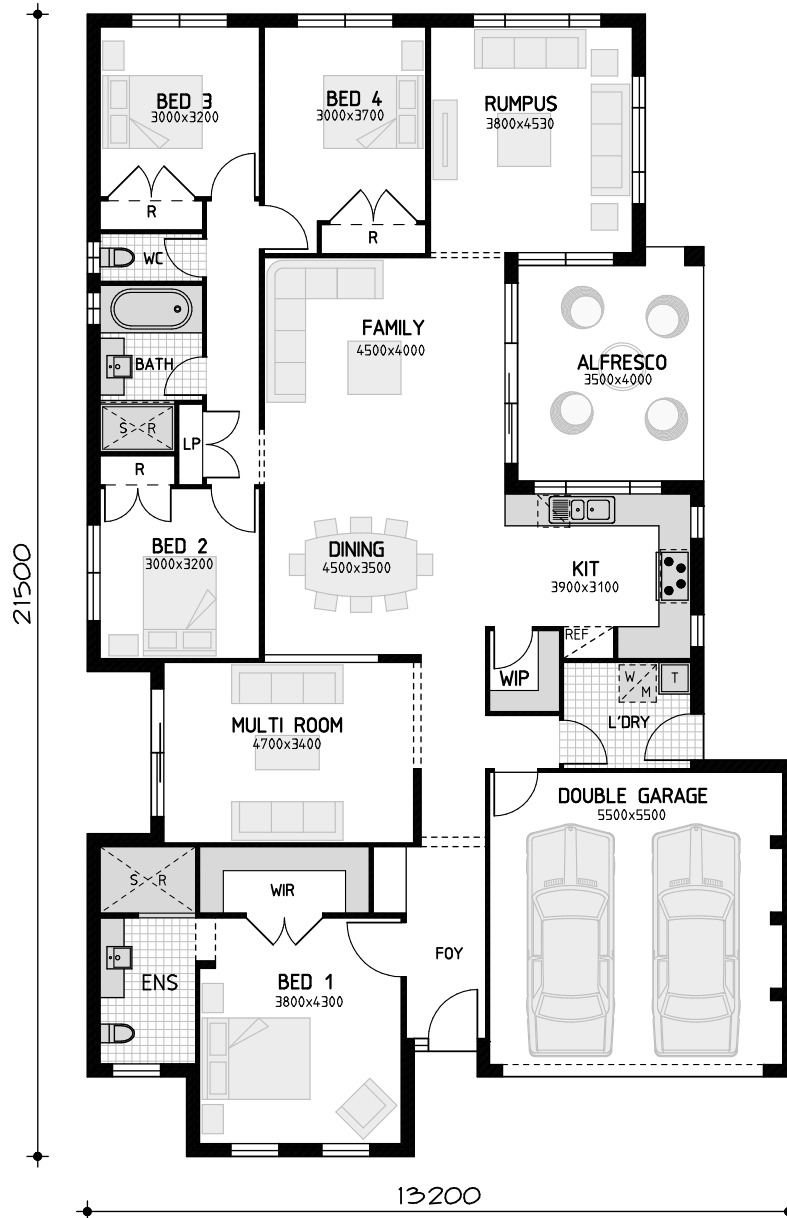 BED 3
3000x3200
BED 4
3000x3700
RUMPUS
3800x4530
R
R
WC
FAMILY
4500x4000
BATH
ALFRESCO
3500x4000
S R
LP
R
BED 2
3000x3200
DINING
4500x3500
KIT
3900x3100
REF
WIP
W
M
T
L'DRY
MULTI ROOM
4700x3400
DOUBLE GARAGE
5500x5500
S R
WIR
ENS
BED 1
3800x4300
FOY
21500
13200